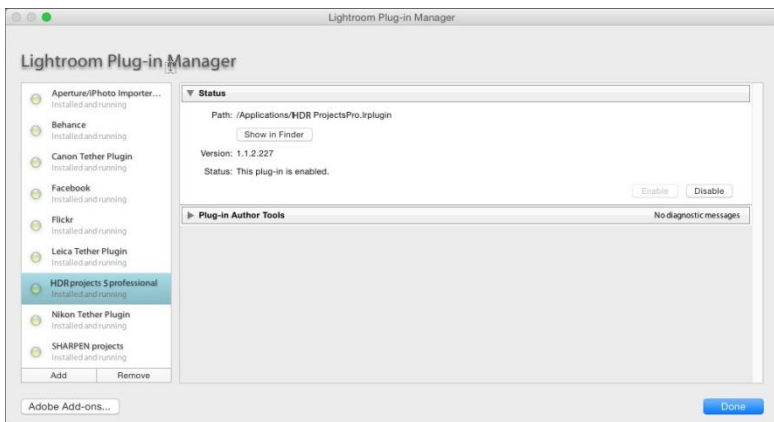 Lightroom Plug-in Manager
Lightroom Plug-in Manager
Aperture/iPhoto Importer...
Installed and running
Behance
Installed and running
Canon Tether Plugin
Installed and running
Facebook
Installed and running
Flickr
Installed and running
Leica Tether Plugin
Installed and running
HDR projects 5 professional
Installed and running
Nikon Tether Plugin
Installed and running
SHARPEN projects
Installed and running
Add Remove
Status
Path: /Applications/HDR ProjectsPro.lrplugin
Show in Finder
Version: 1.1.2.227
Status: This plug-in is enabled.
Enable Disable
Plug-in Author Tools No diagnostic messages
Adobe Add-ons... Done